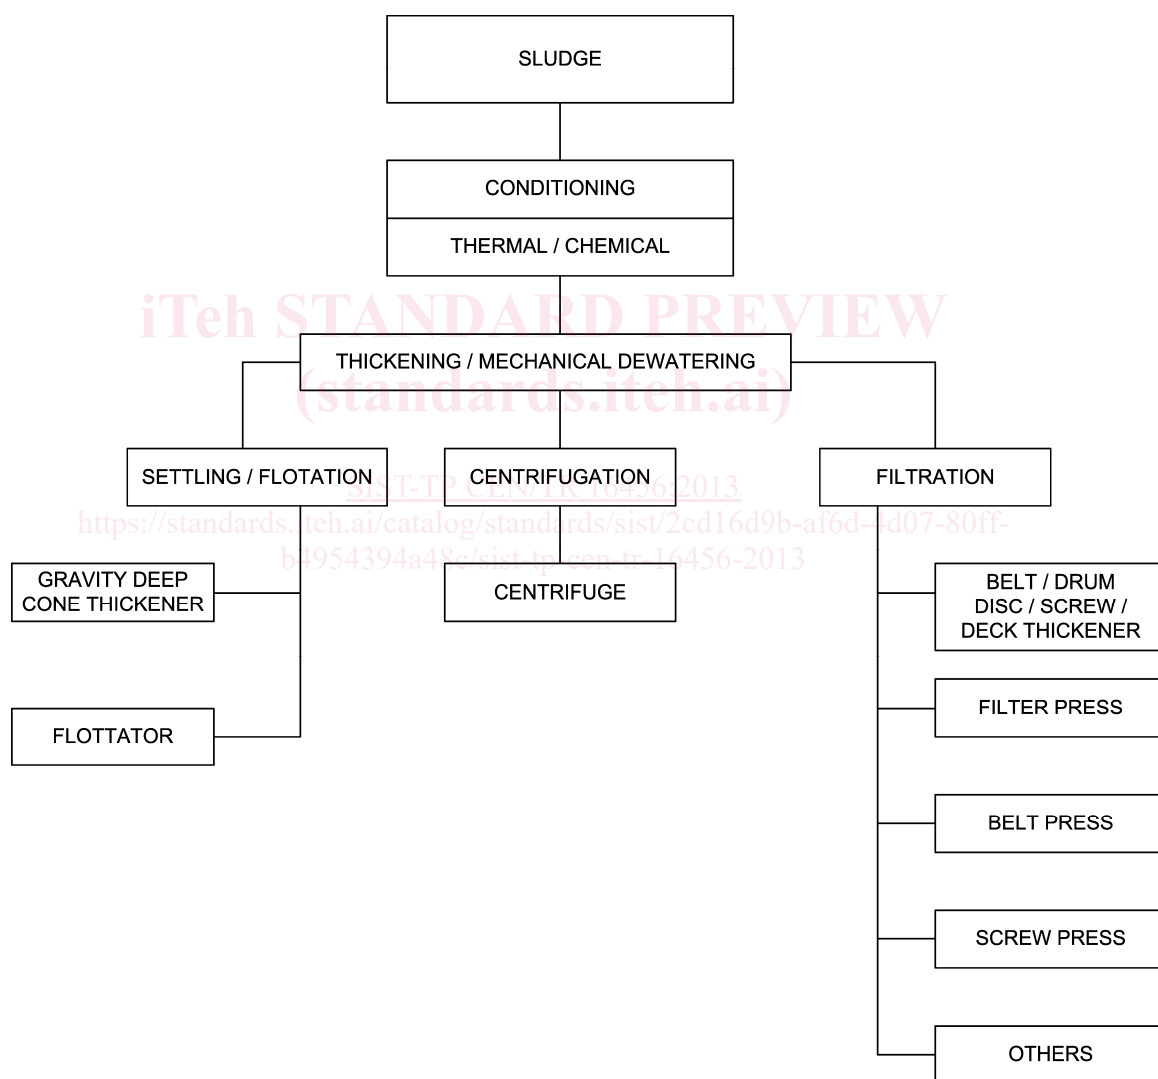 SLUDGE
CONDITIONING
THERMAL / CHEMICAL
iTeh STANDARD PREVIEW
THICKENING / MECHANICAL DEWATERING
(standards.iteh.ai)
SETTLING / FLOTATION
CENTRIFUGATION
FILTRATION
SIST-TP CEN/TR 16456:2013
https://standards.iteh.ai/catalog/standards/sist/2cd16d9b-af6d-4d07-80ff-
b4954394a48c/sist-tp-cen-tr-16456-2013
GRAVITY DEEP
CONE THICKENER
CENTRIFUGE
BELT / DRUM
DISC / SCREW /
DECK THICKENER
FLOTTATOR
FILTER PRESS
BELT PRESS
SCREW PRESS
OTHERS